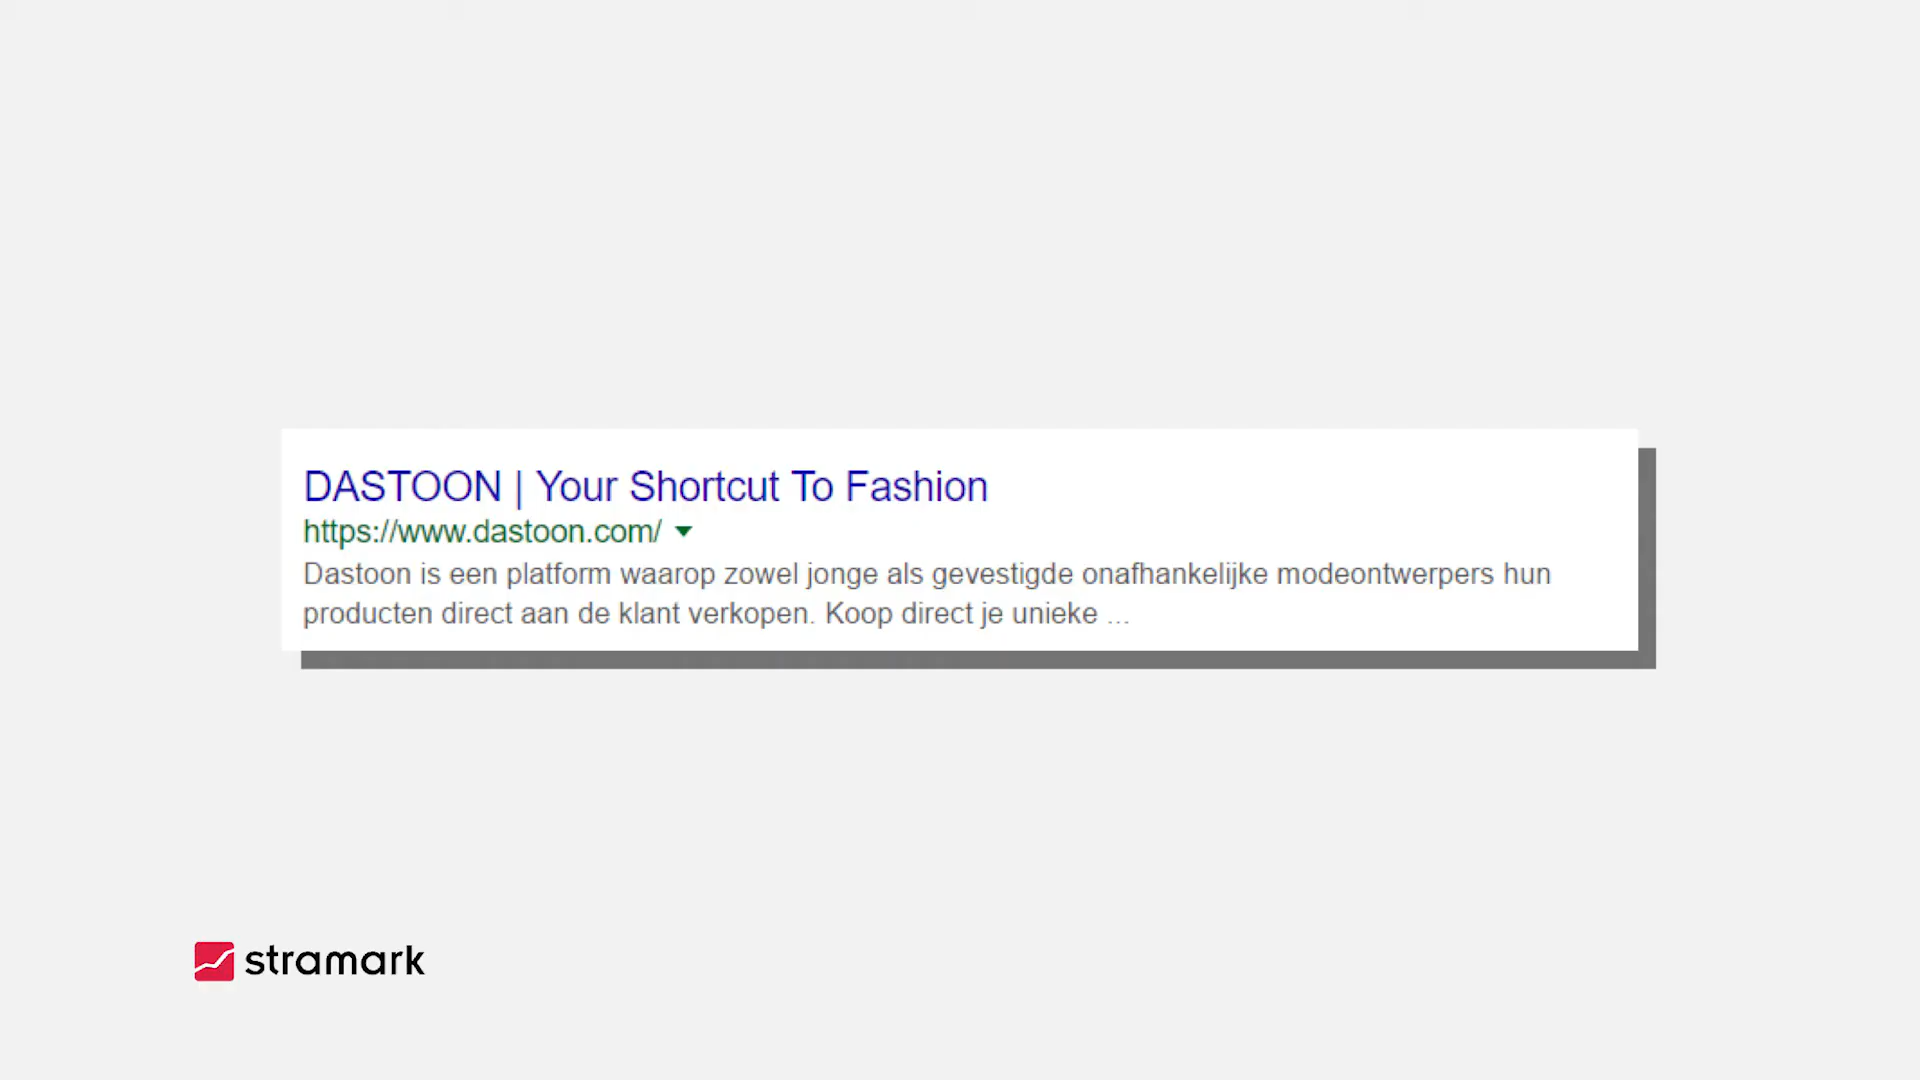 DASTOON | Your Shortcut To Fashion
https://www.dastoon.com/
Dastoon is een platform waarop zowel jonge als gevestigde onafhankelijke modeontwerpers hun
producten direct aan de klant verkopen. Koop direct je unieke ...
stramark